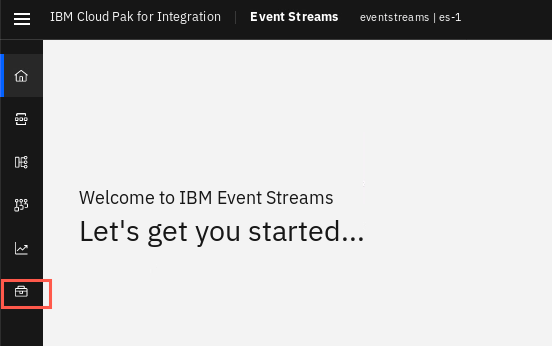 IBM Cloud Pak for Integration | Event Streams eventstreams | es-1
Welcome to IBM Event Streams
Let's get you started...